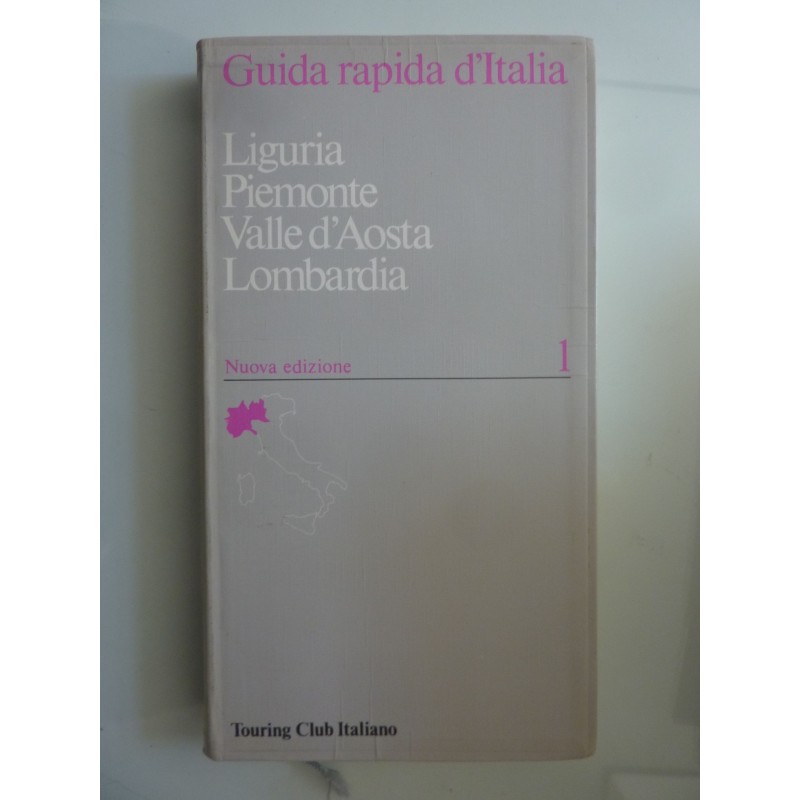 Guida rapida d'Italia
Liguria
Piemonte
Valle d'Aosta
Lombardia
Nuova edizione 1
Touring Club Italiano